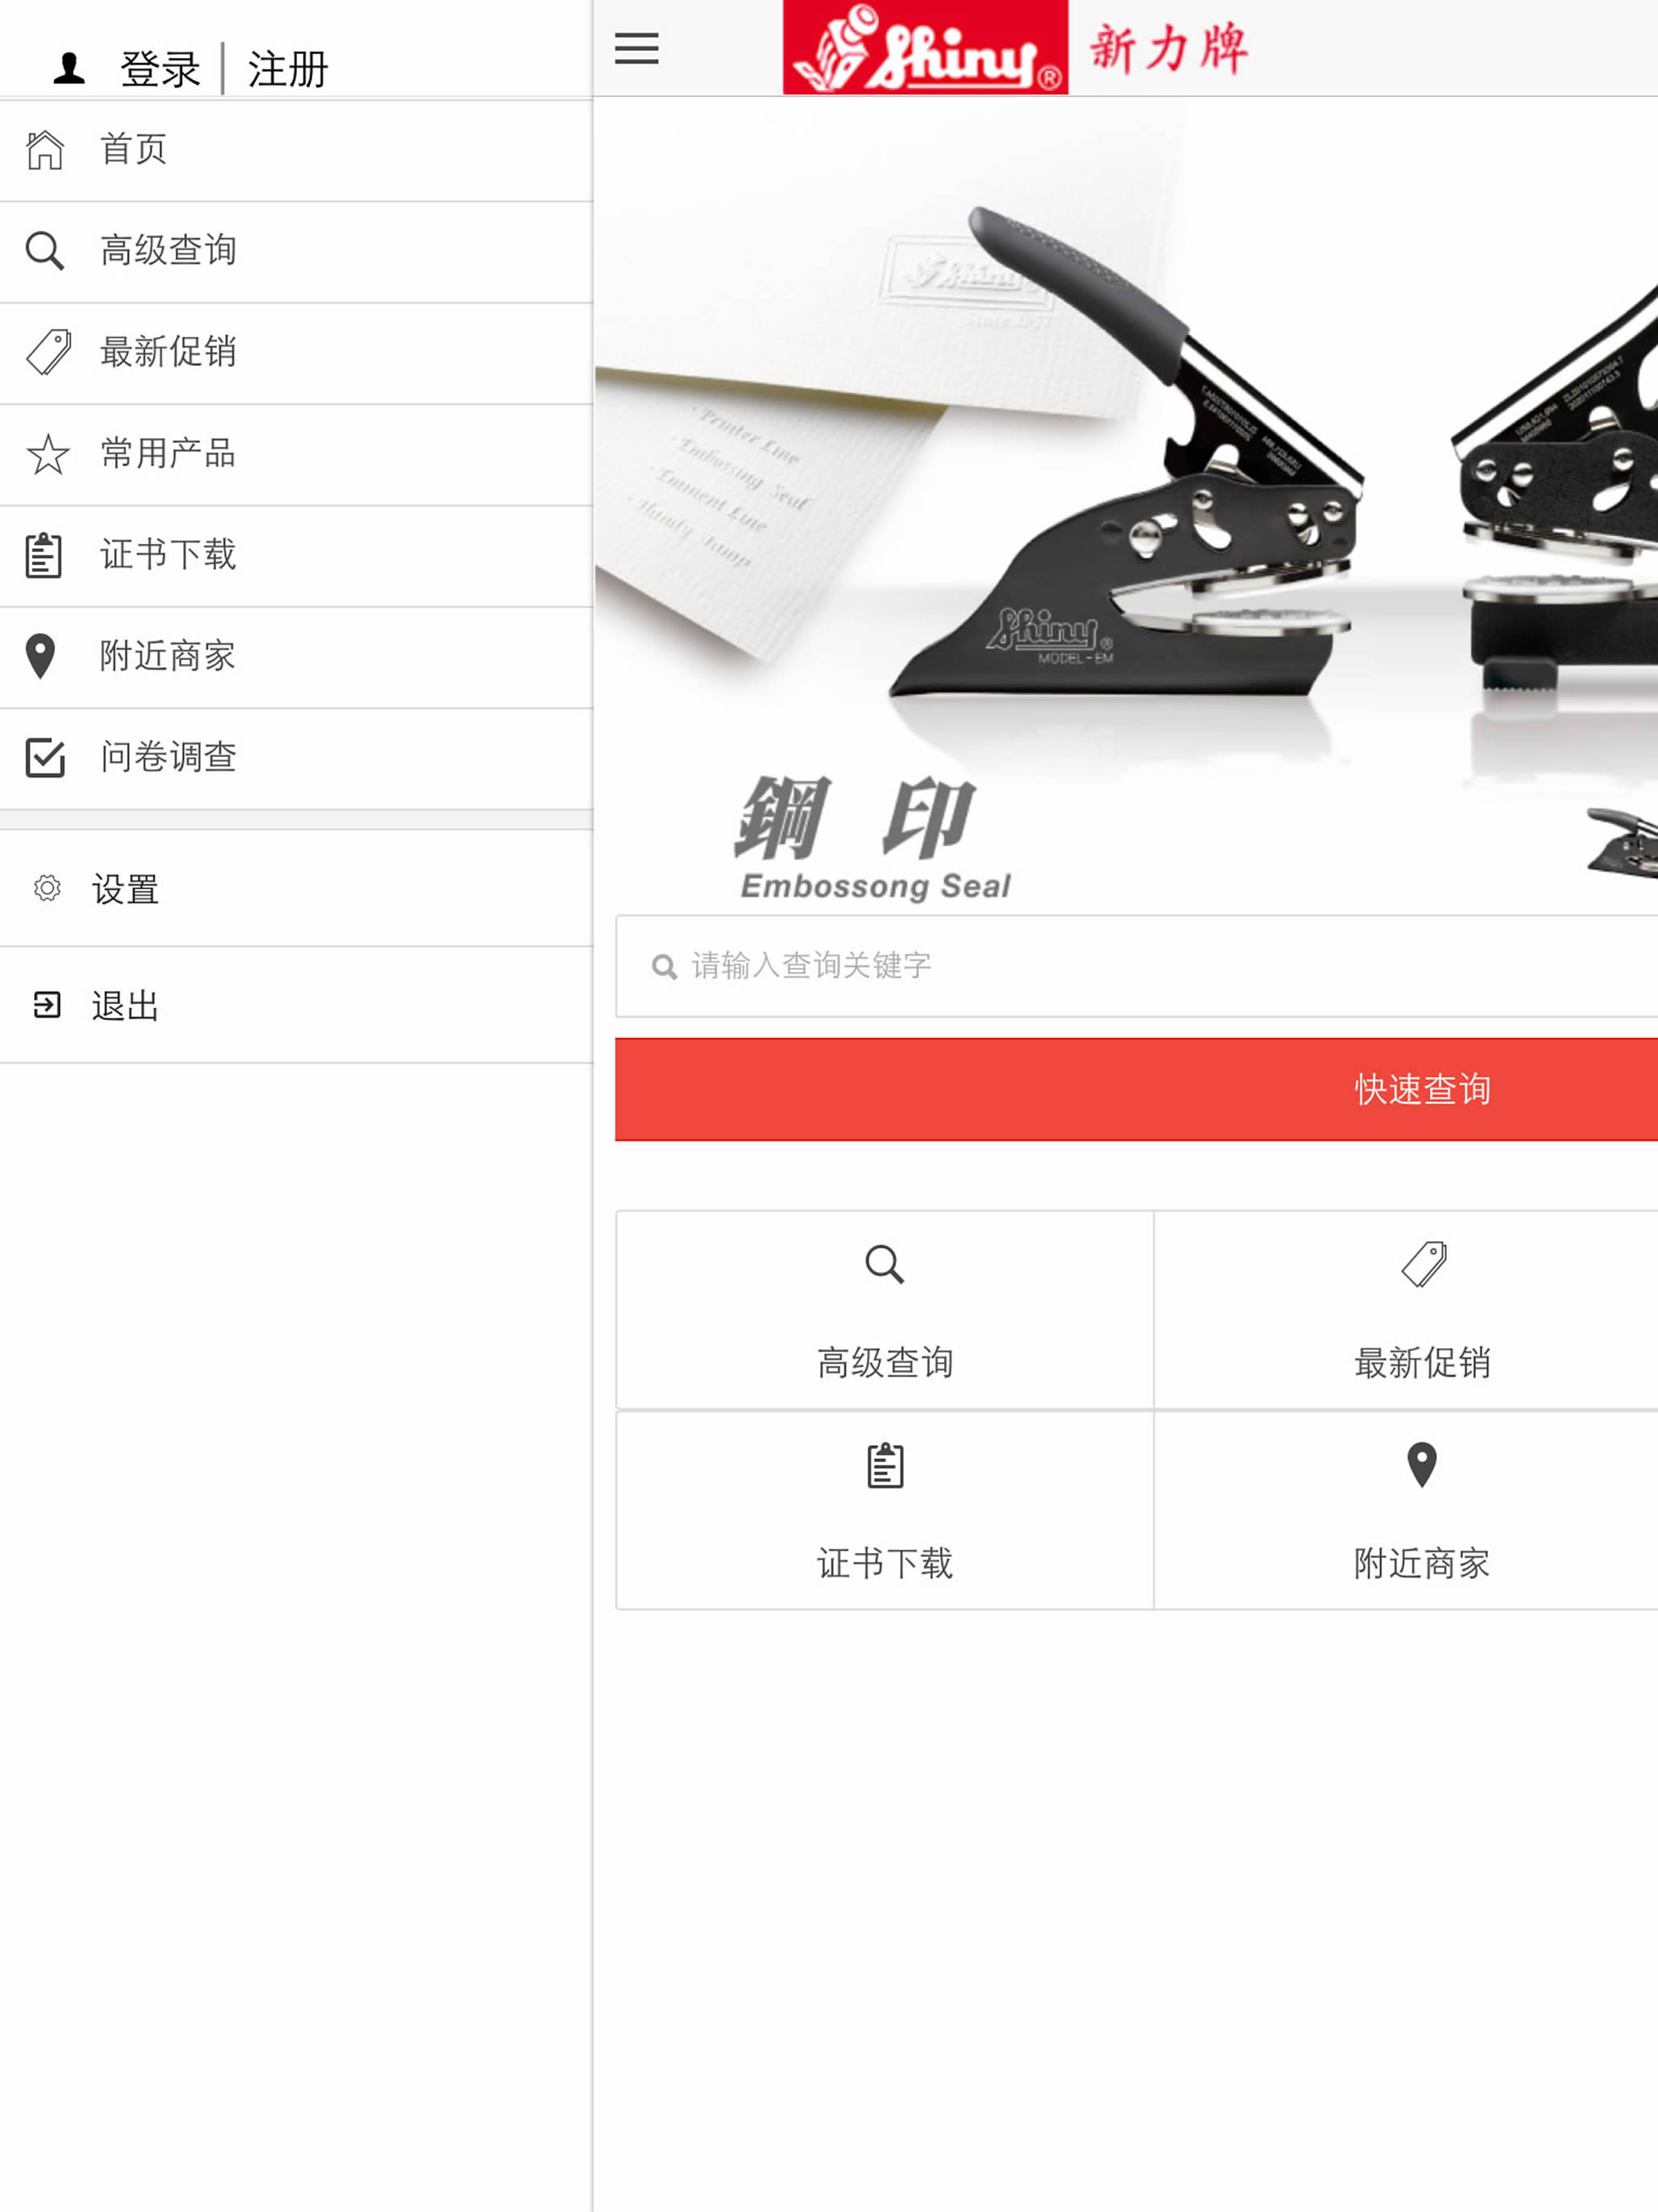 登录 | 注册
首页
高级查询
最新促销
常用产品
证书下载
附近商家
问卷调查
设置
退出
Shiny® 新力牌
Shiny
Since 1957
· Printer Line
· Embossing Seal
· Eminent Line
· Handy Stamp
Shiny®
MODEL-EM
鋼 印
Embossong Seal
请输入查询关键字
快速查询
高级查询
最新促销
证书下载
附近商家